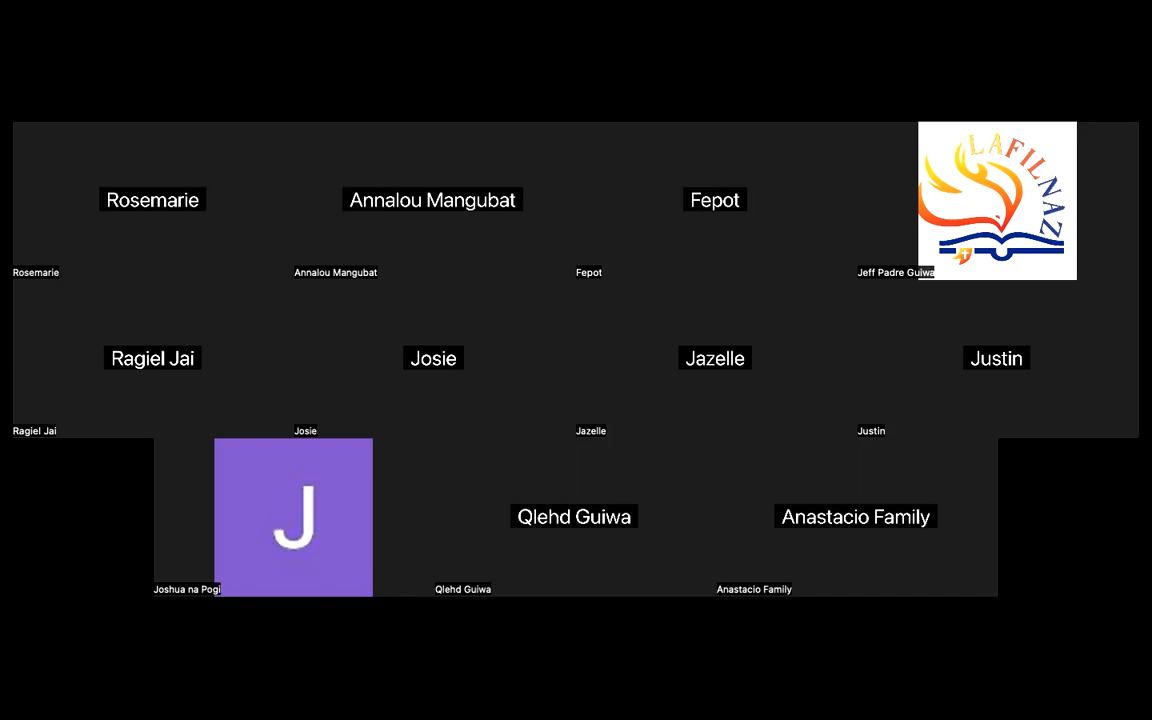 Rosemarie
Annalou Mangubat
Fepot
LAFILNAZ
Rosemarie
Annalou Mangubat
Fepot
Jeff Padre Guiwa
Ragiel Jai
Josie
Jazelle
Justin
Ragiel Jai
Josie
Jazelle
Justin
J
Qlehd Guiwa
Anastacio Family
Joshua na Pogi
Qlehd Guiwa
Anastacio Family